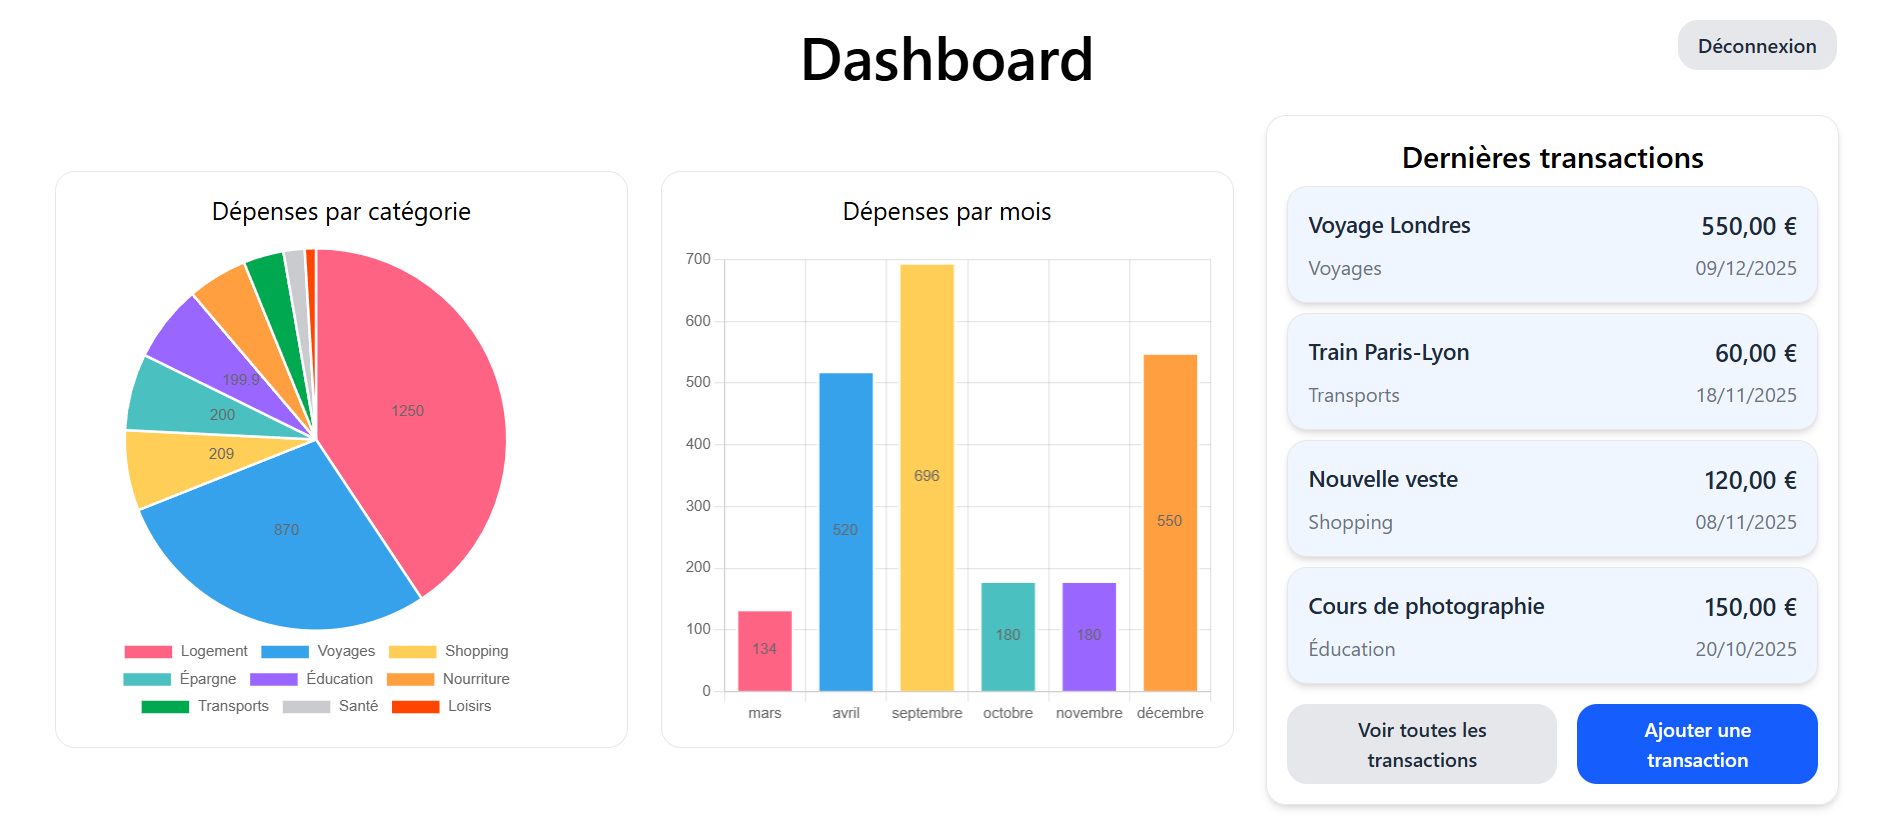 Dashboard
Déconnexion
Dépenses par catégorie
1250
870
209
200
199.9
Logement Voyages Shopping
Épargne Éducation Nourriture
Transports Santé Loisirs
Dépenses par mois
700
600
500
400
300
200
100
0
134
520
696
180
180
550
mars avril septembre octobre novembre décembre
Dernières transactions
Voyage Londres 550,00 €
Voyages 09/12/2025
Train Paris-Lyon 60,00 €
Transports 18/11/2025
Nouvelle veste 120,00 €
Shopping 08/11/2025
Cours de photographie 150,00 €
Éducation 20/10/2025
Voir toutes les
transactions
Ajouter une
transaction